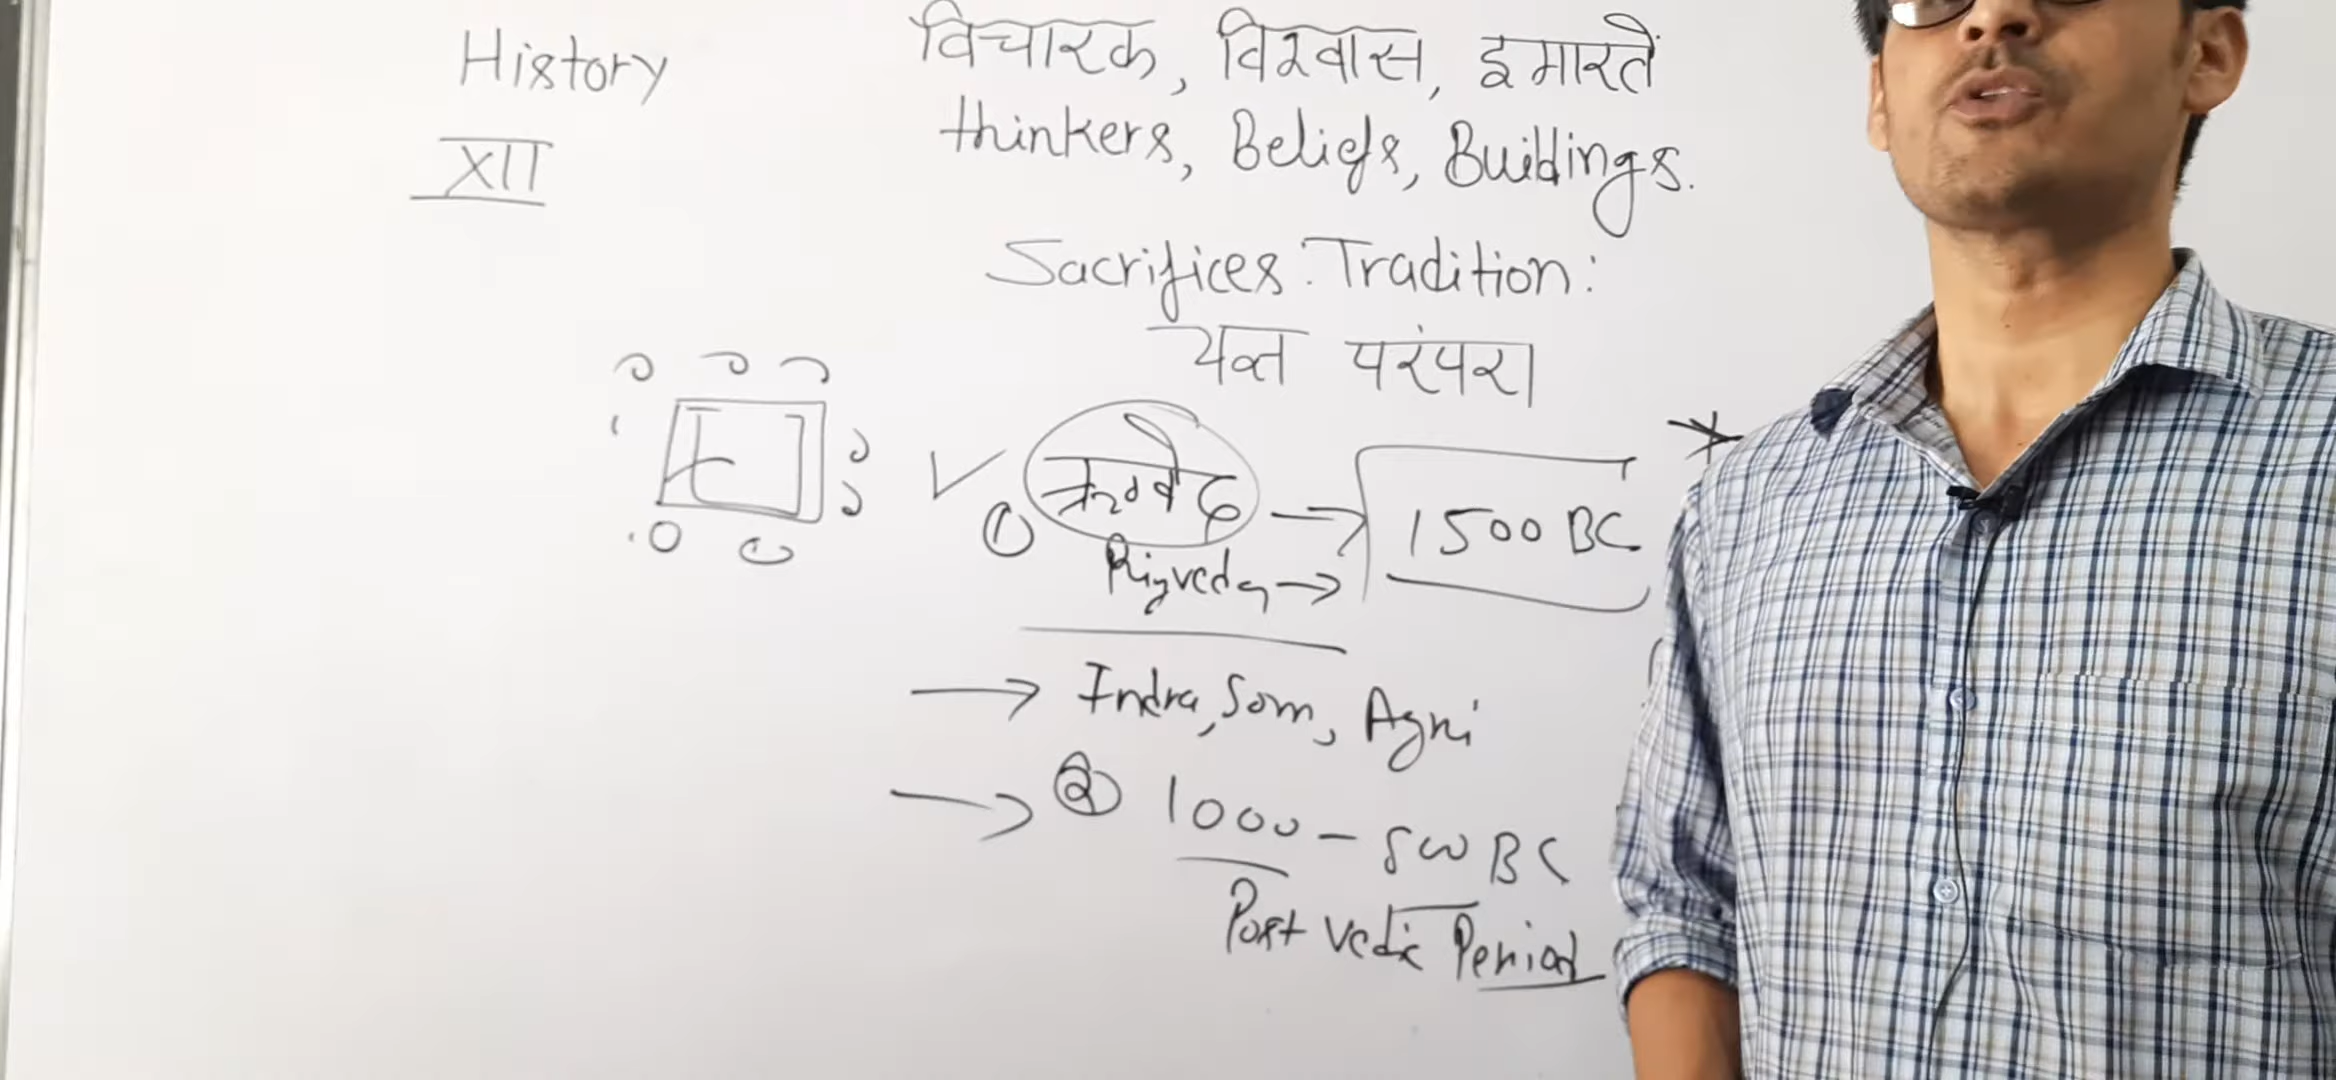 History
XII
विचारक, विश्वास, इमारतें
thinkers, Beliefs, Buildings.
Sacrifices Tradition:
यज्ञ परंपरा
① ऋग्वेद → 1500 BC
Rigveda →
→ Indra, Som, Agni
→ ② 1000 - 500 BC
Post Vedic Period